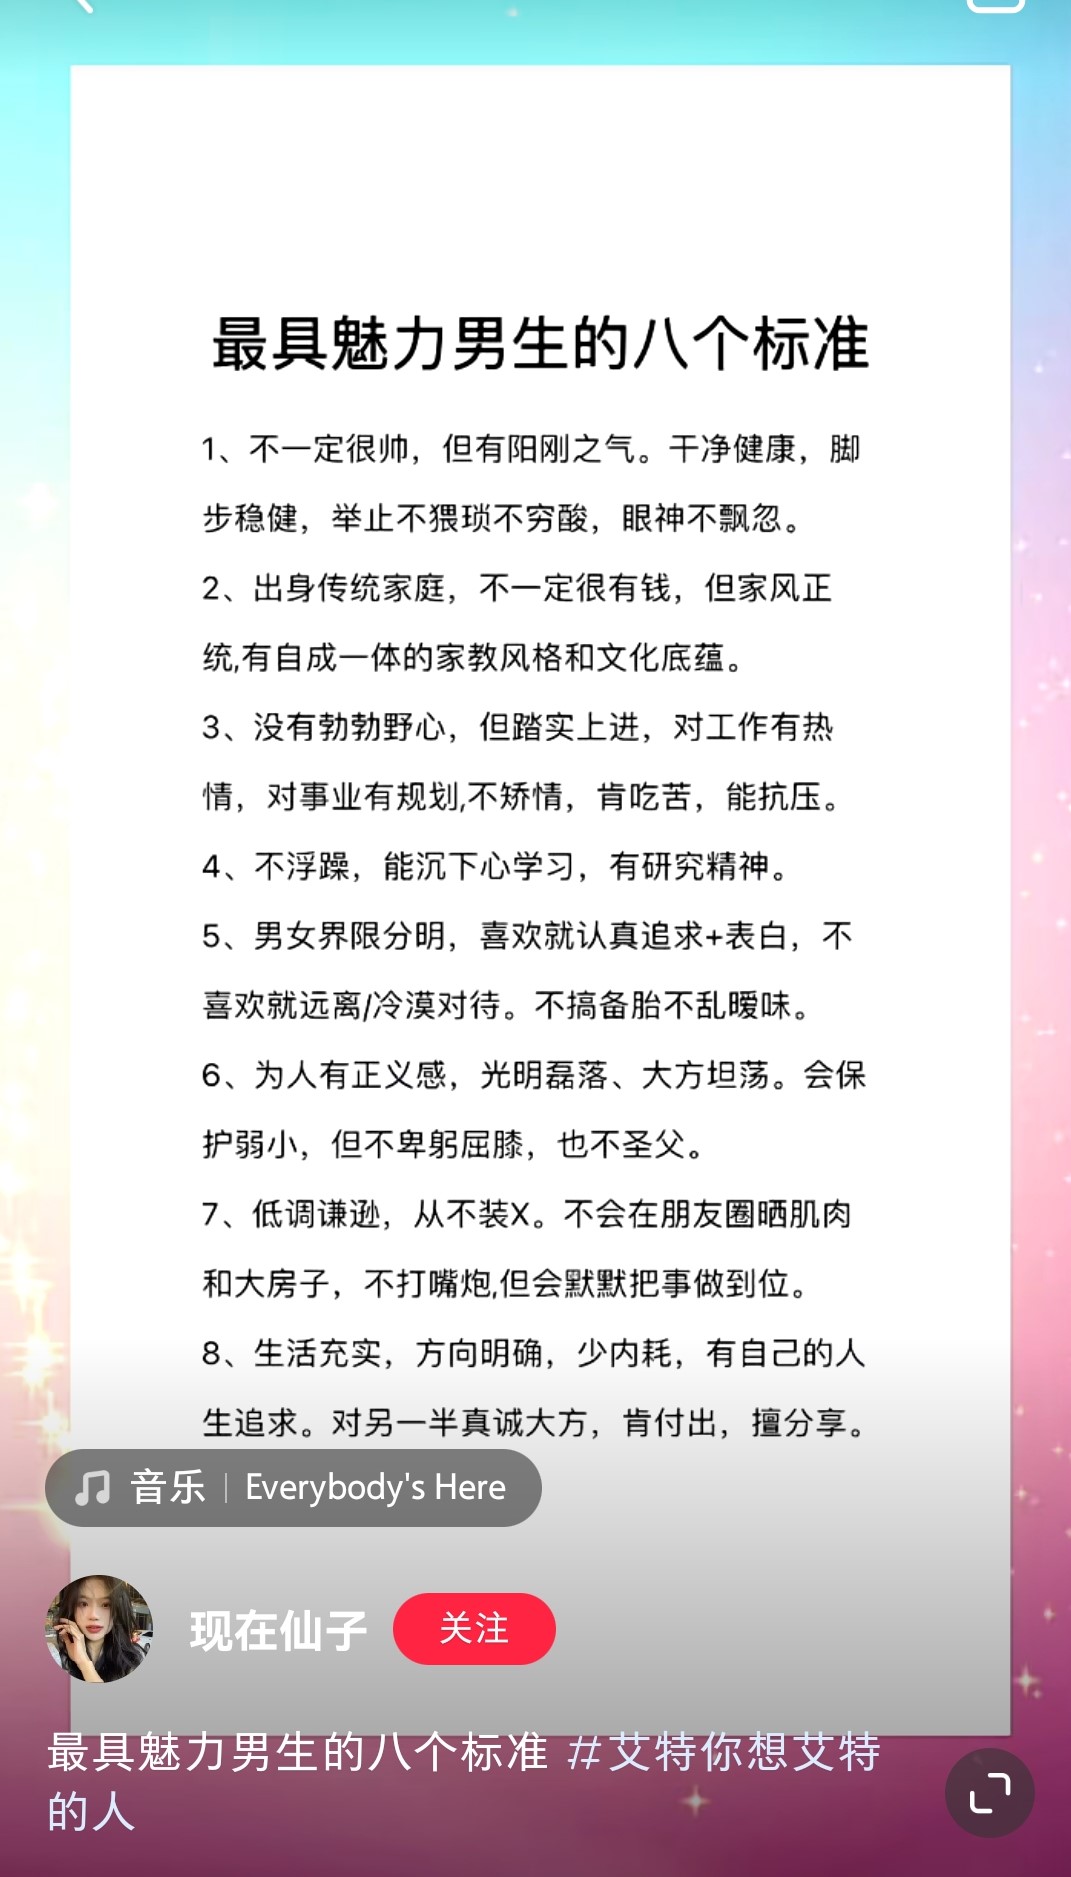 最具魅力男生的八个标准
1、不一定很帅，但有阳刚之气。干净健康，脚
步稳健，举止不猥琐不穷酸，眼神不飘忽。
2、出身传统家庭，不一定很有钱，但家风正
统,有自成一体的家教风格和文化底蕴。
3、没有勃勃野心，但踏实上进，对工作有热
情，对事业有规划,不矫情，肯吃苦，能抗压。
4、不浮躁，能沉下心学习，有研究精神。
5、男女界限分明，喜欢就认真追求+表白，不
喜欢就远离/冷漠对待。不搞备胎不乱暧味。
6、为人有正义感，光明磊落、大方坦荡。会保
护弱小，但不卑躬屈膝，也不圣父。
7、低调谦逊，从不装X。不会在朋友圈晒肌肉
和大房子，不打嘴炮,但会默默把事做到位。
8、生活充实，方向明确，少内耗，有自己的人
生追求。对另一半真诚大方，肯付出，擅分享。
音乐 | Everybody's Here
现在仙子 关注
最具魅力男生的八个标准 #艾特你想艾特
的人